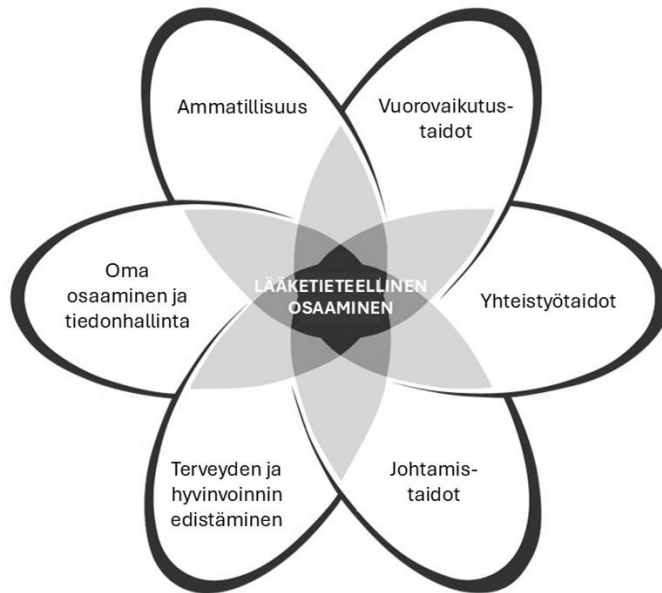 Ammatillisuus
Vuorovaikutus-
taidot
Oma
osaaminen ja
tiedonhallinta
LÄÄKETIETEELLINEN
OSAAMINEN
Yhteistyötaidot
Terveyden ja
hyvinvoinnin
edistäminen
Johtamis-
taidot